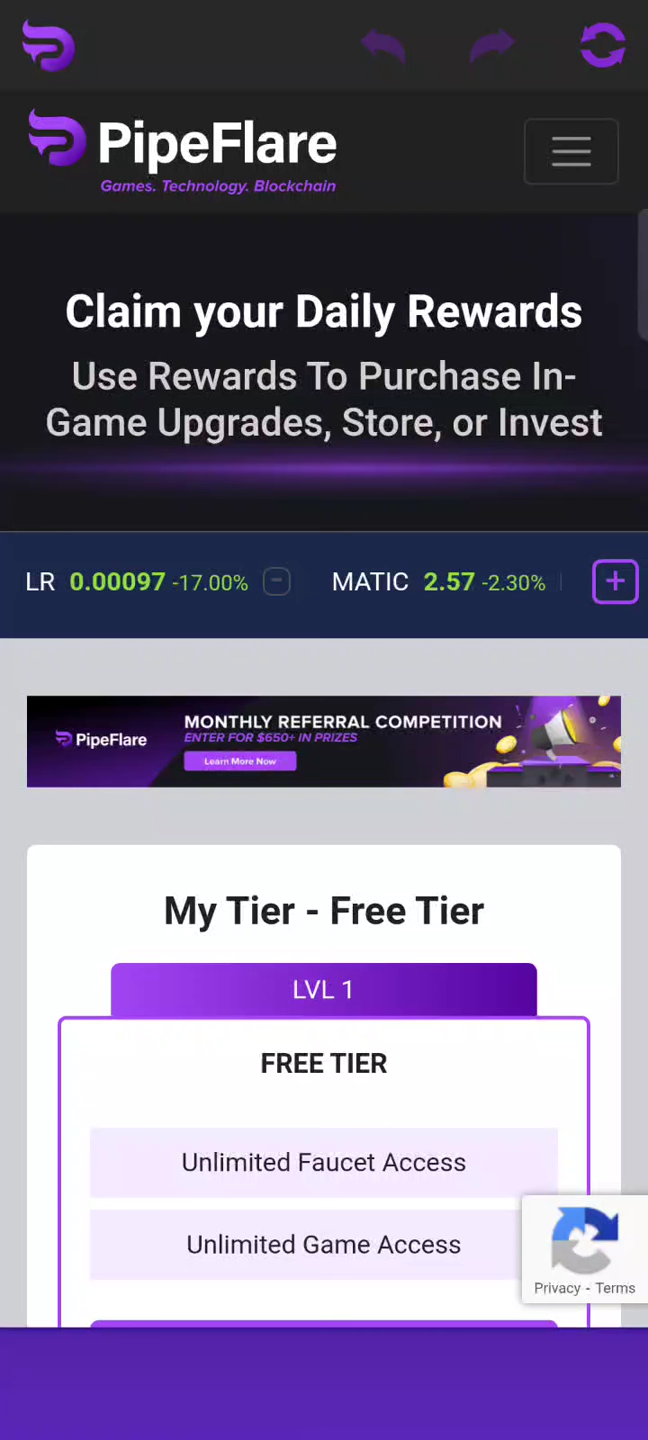 PipeFlare
Games. Technology. Blockchain
Claim your Daily Rewards
Use Rewards To Purchase In-
Game Upgrades, Store, or Invest
LR 0.00097 -17.00% MATIC 2.57 -2.30%
PipeFlare
MONTHLY REFERRAL COMPETITION
ENTER FOR $650+ IN PRIZES
Learn More Now
My Tier - Free Tier
LVL 1
FREE TIER
Unlimited Faucet Access
Unlimited Game Access
Privacy - Terms